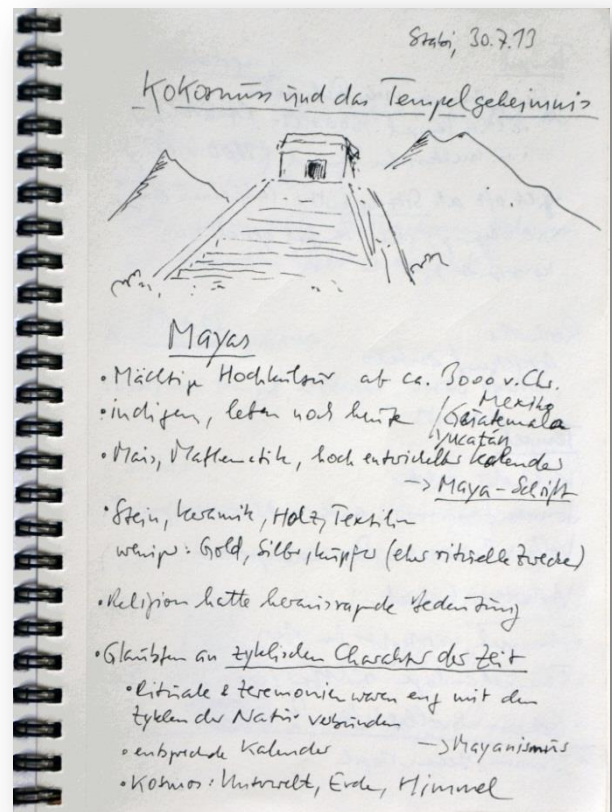 Stabi, 30.7.13
Kokosnuss und das Tempelgeheimnis
Mayas
• Mächtige Hochkultur ab ca. 3000 v. Chr.
• indigen, leben noch heute / Mexiko
Guatemala
Yucatán
• Mais, Mathematik, hoch entwickelter Kalender
-> Maya-Schrift
• Stein, Keramik, Holz, Textilien
weniger: Gold, Silber, Kupfer (eher rituelle Zwecke)
• Religion hatte herausragende Bedeutung
• Glaubten an zyklischen Charakter der Zeit
• Rituale & Zeremonien waren eng mit den
Zyklen der Natur verbunden
• entsprechende Kalender -> Mayanismus
• Kosmos: Unterwelt, Erde, Himmel